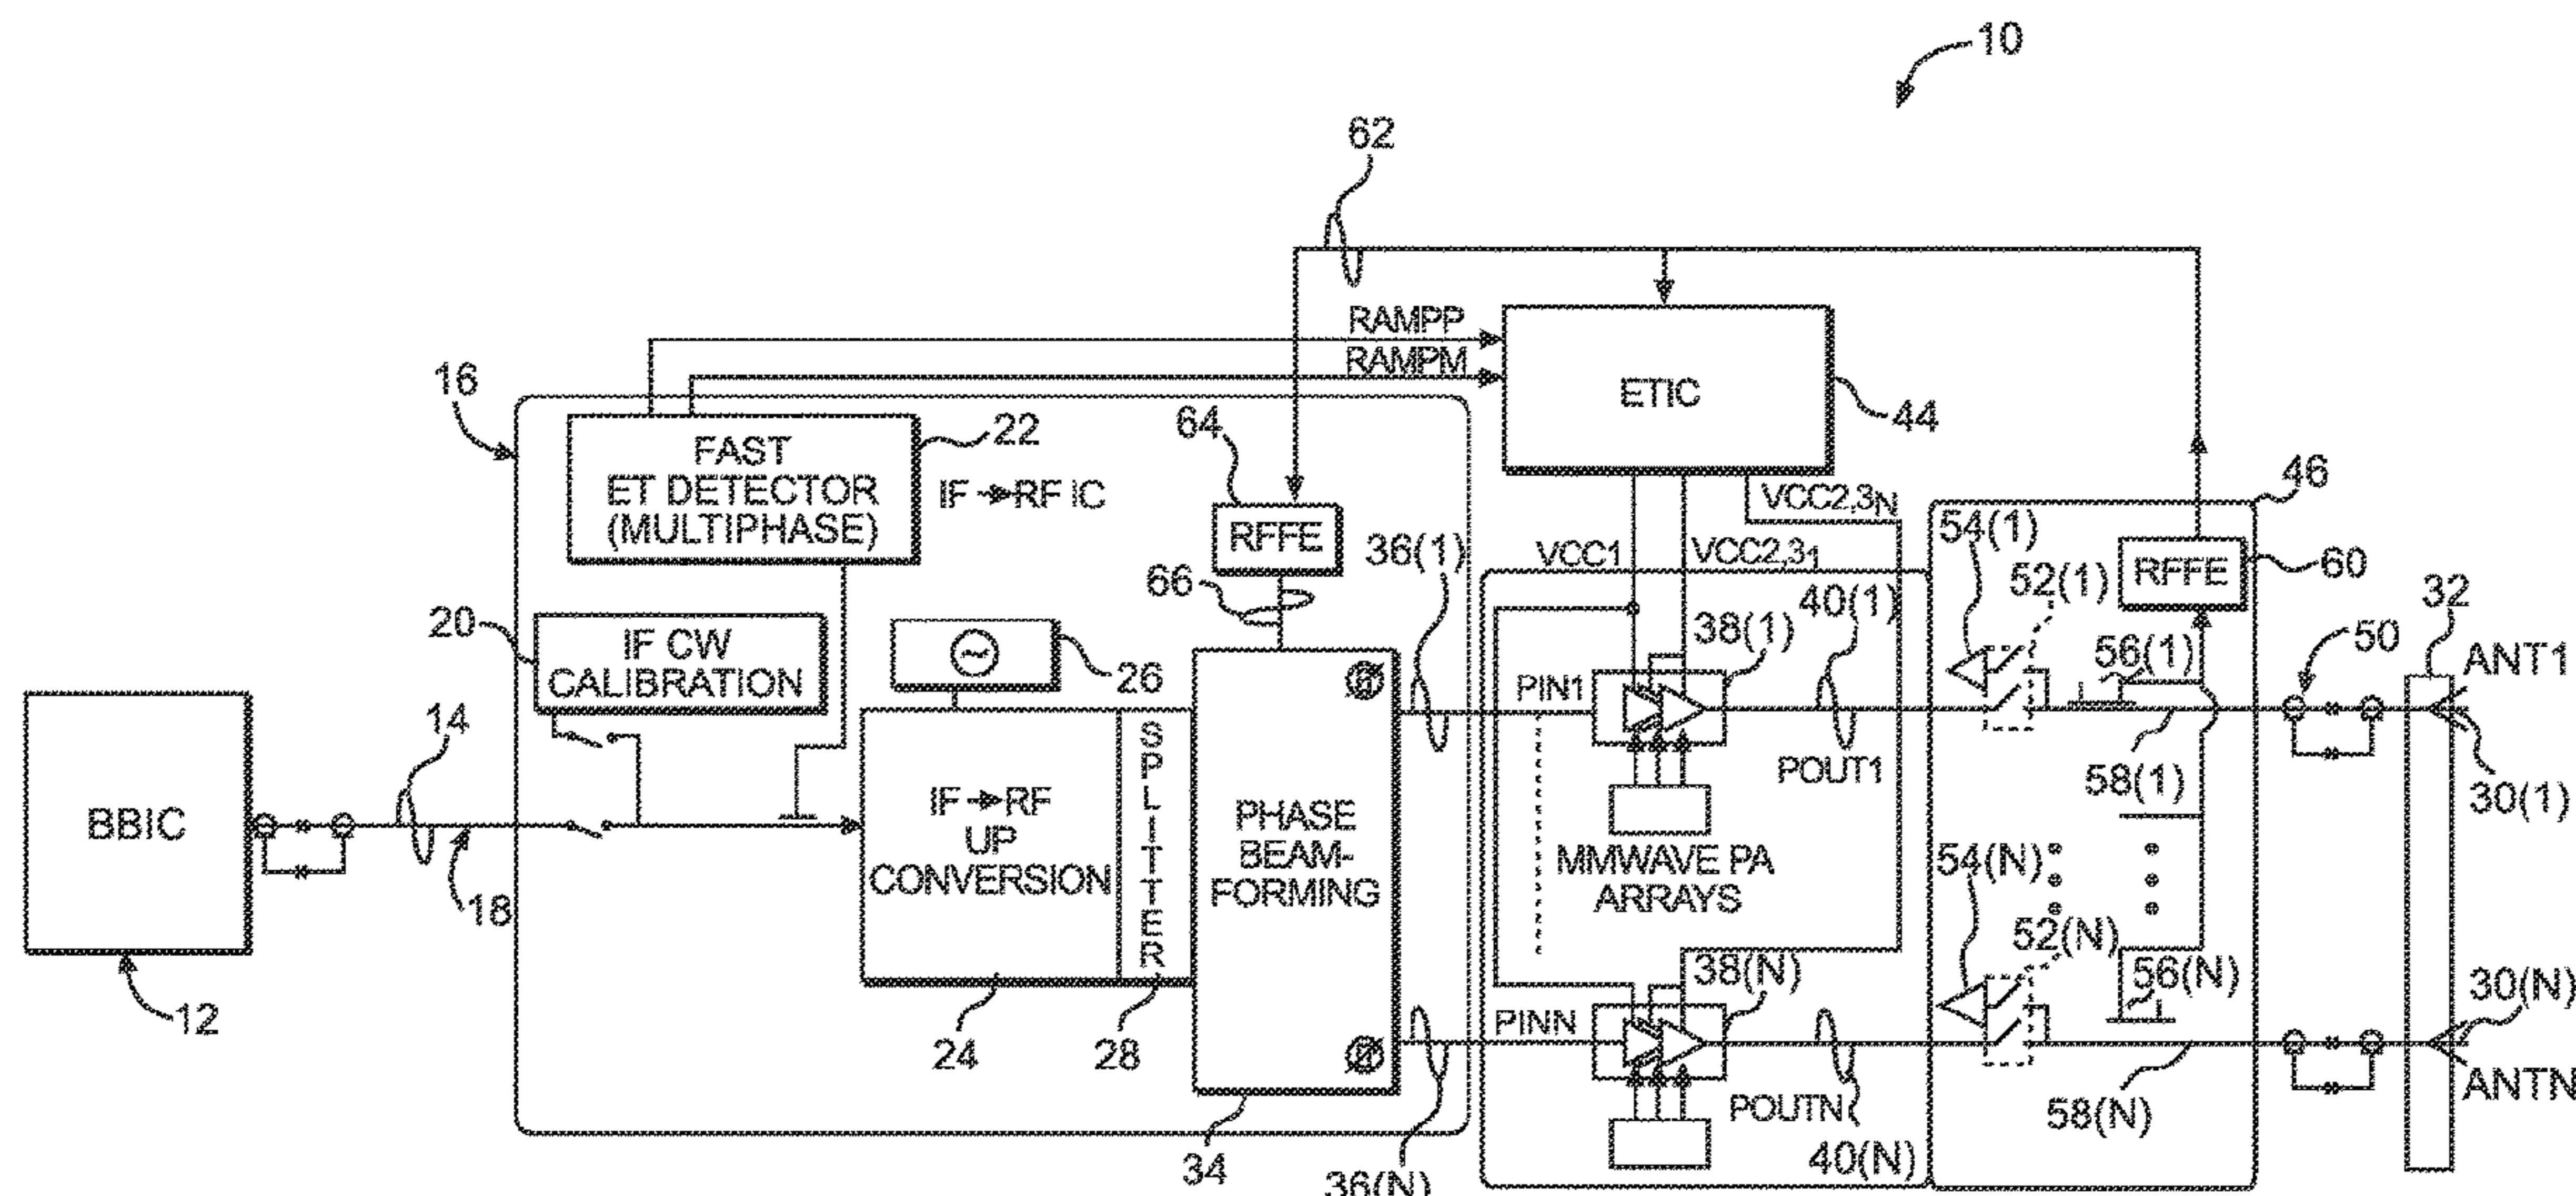 10
62
RAMPP
RAMPM
16
ETIC
44
FAST
ET DETECTOR
(MULTIPHASE)
22
IF RF IC
64
RFFE
66
36(1)
VCC2,3N
VCC1
VCC2,31
46
54(1)
52(1)
RFFE
60
20
IF CW
CALIBRATION
26
38(1)
40(1)
56(1)
50
32
ANT1
14
PIN1
BBIC
18
IF RF
UP
CONVERSION
SPLITTER
PHASE
BEAM-
FORMING
POUT1
58(1)
30(1)
MMWAVE PA
ARRAYS
54(N)
52(N)
56(N)
38(N)
30(N)
12
24
28
PINN
ANTN
POUTN
58(N)
34
36(N)
40(N)